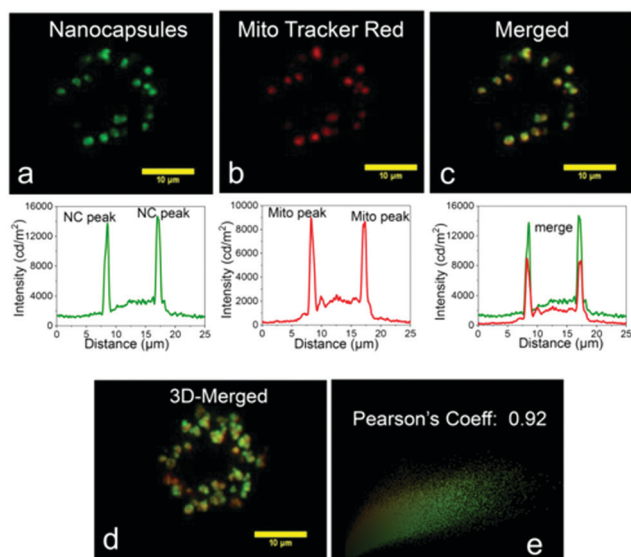 Nanocapsules
Mito Tracker Red
Merged
a
10 µm
b
10 µm
c
10 µm
16000
12000
8000
4000
0
Intensity (cd/m²)
NC peak
NC peak
0 5 10 15 20 25
Distance (µm)
10000
8000
6000
4000
2000
0
Intensity (cd/m²)
Mito peak
Mito peak
0 5 10 15 20 25
Distance (µm)
16000
12000
8000
4000
0
Intensity (cd/m²)
merge
0 5 10 15 20 25
Distance (µm)
3D-Merged
d
10 µm
Pearson's Coeff: 0.92
e